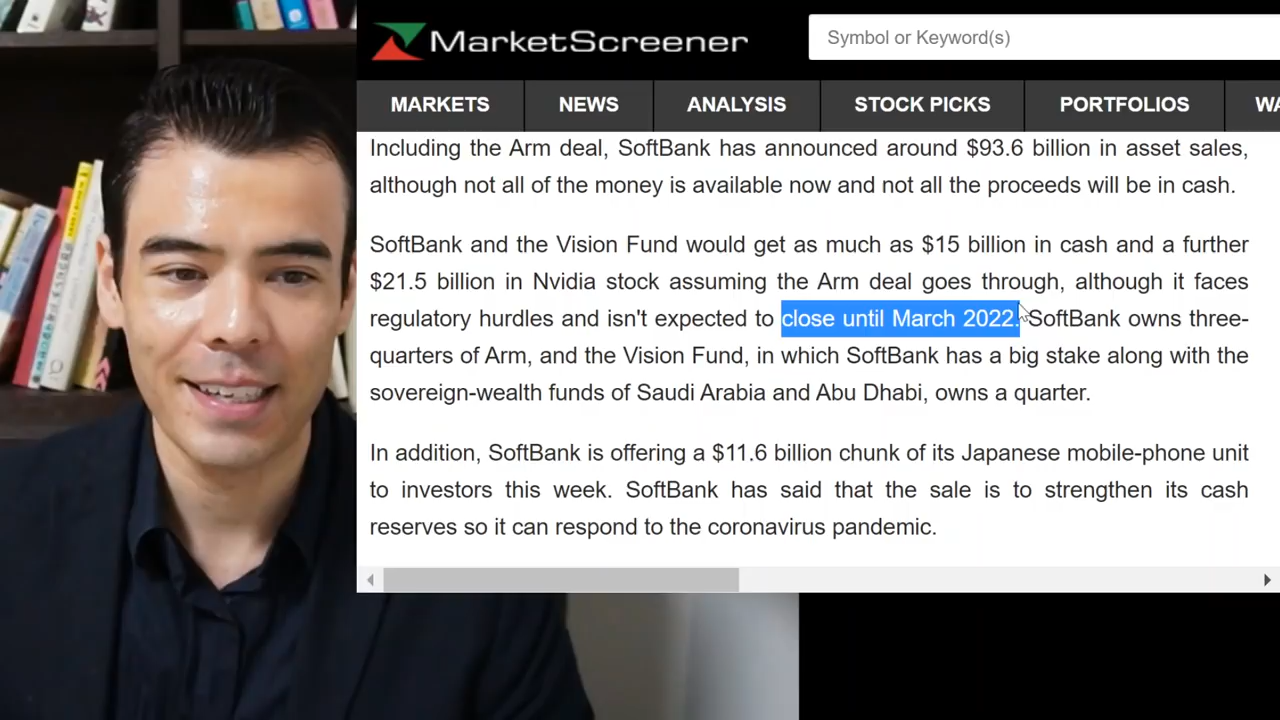 MarketScreener
Symbol or Keyword(s)
MARKETS
NEWS
ANALYSIS
STOCK PICKS
PORTFOLIOS
Including the Arm deal, SoftBank has announced around $93.6 billion in asset sales,
although not all of the money is available now and not all the proceeds will be in cash.
SoftBank and the Vision Fund would get as much as $15 billion in cash and a further
$21.5 billion in Nvidia stock assuming the Arm deal goes through, although it faces
regulatory hurdles and isn't expected to close until March 2022. SoftBank owns three-
quarters of Arm, and the Vision Fund, in which SoftBank has a big stake along with the
sovereign-wealth funds of Saudi Arabia and Abu Dhabi, owns a quarter.
In addition, SoftBank is offering a $11.6 billion chunk of its Japanese mobile-phone unit
to investors this week. SoftBank has said that the sale is to strengthen its cash
reserves so it can respond to the coronavirus pandemic.